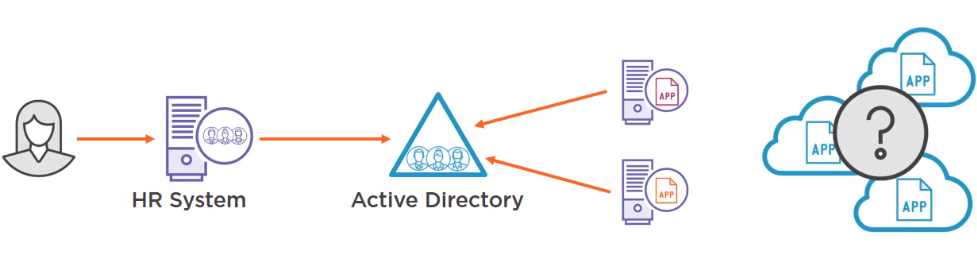 HR System
Active Directory
APP
APP
APP
APP
APP
?